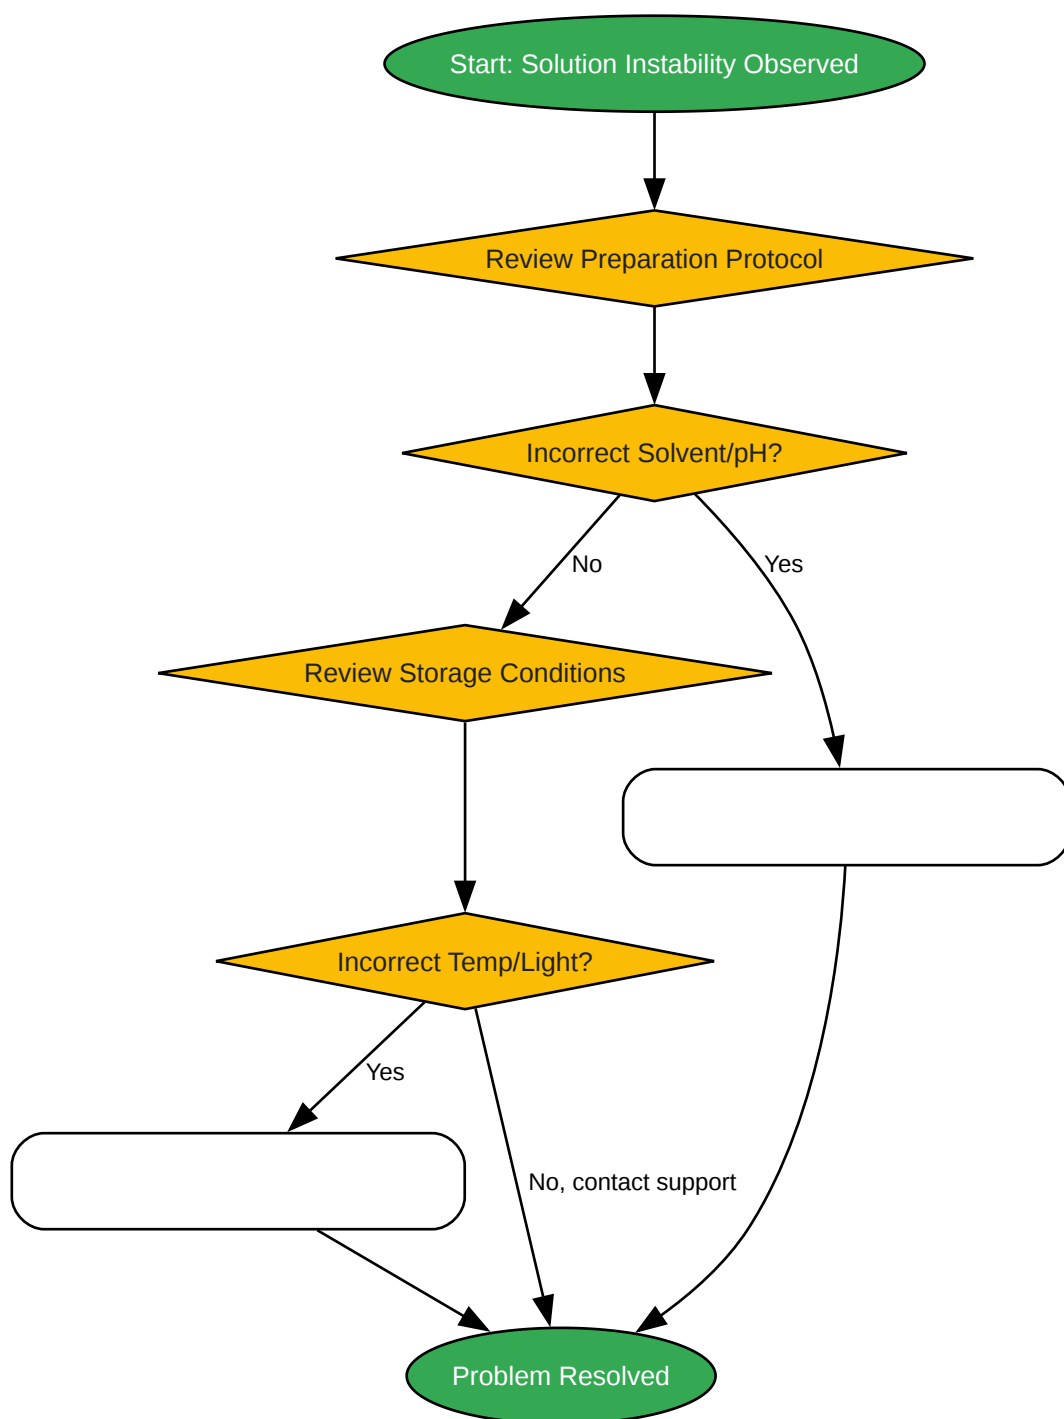 Start: Solution Instability Observed
Review Preparation Protocol
Incorrect Solvent/pH?
No
Yes
Review Storage Conditions
Incorrect Temp/Light?
Yes
No, contact support
Problem Resolved